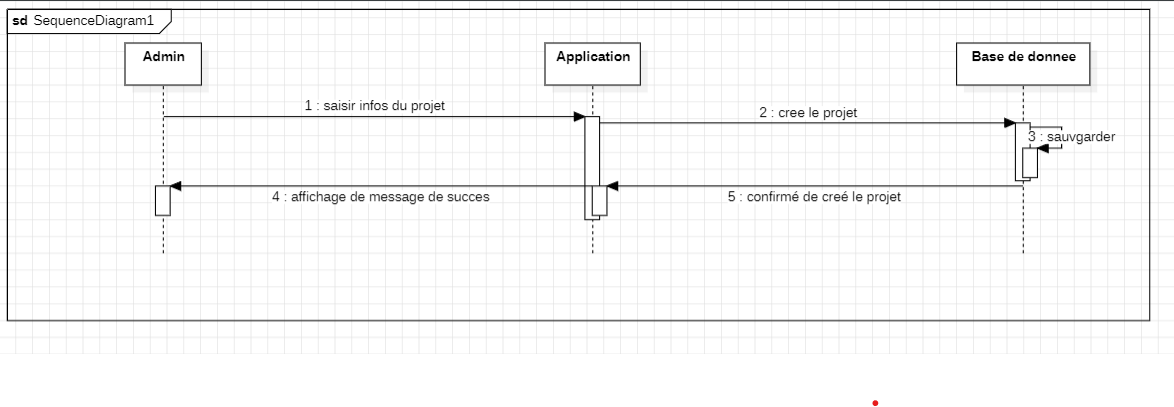 sd SequenceDiagram1
Admin
Application
Base de donnee
1 : saisir infos du projet
2 : cree le projet
3 : sauvgarder
4 : affichage de message de succes
5 : confirmé de creé le projet